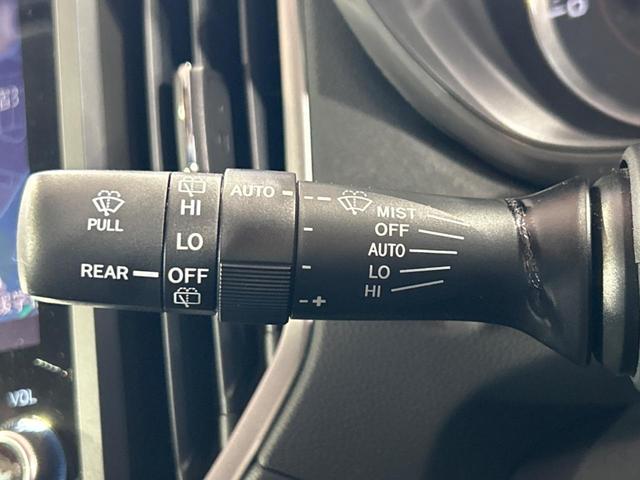 PULL
REAR
HI
LO
OFF
AUTO
- -
-
-
-+
MIST
OFF
AUTO
LO
HI
VOL